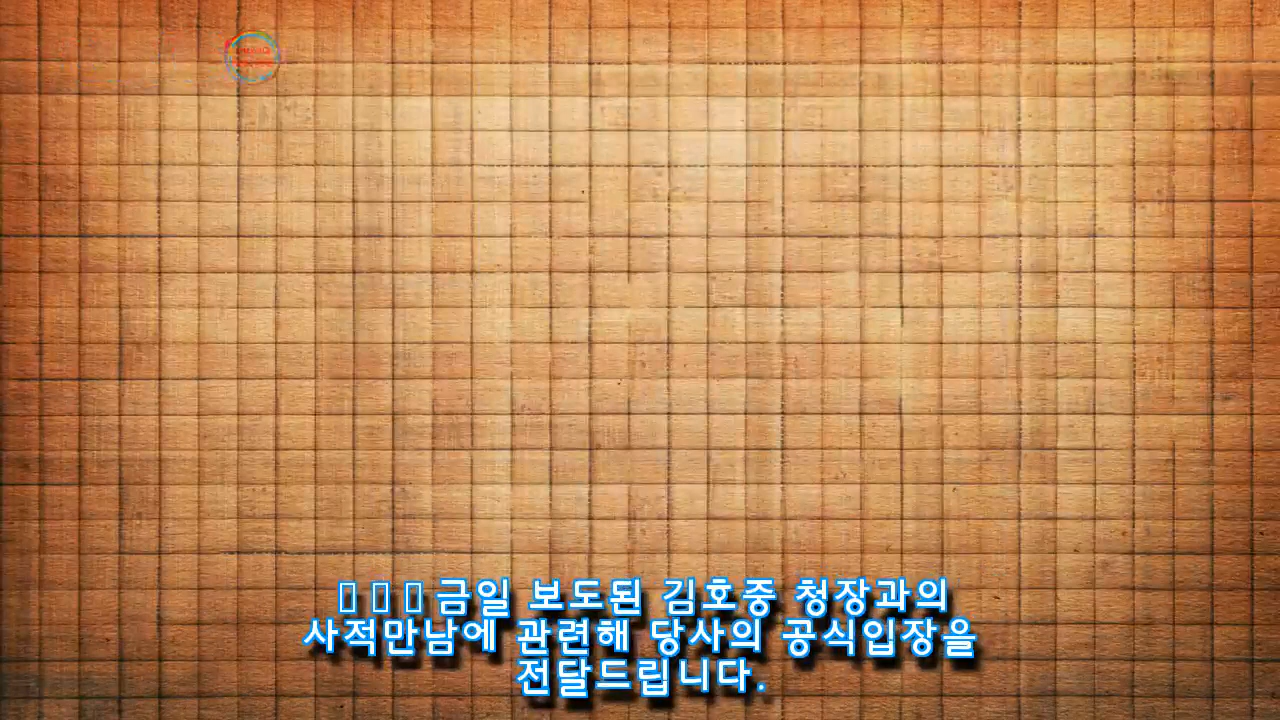 금일 보도된 김호중 청장과의
사적만남에 관련해 당사의 공식입장을
전달드립니다.